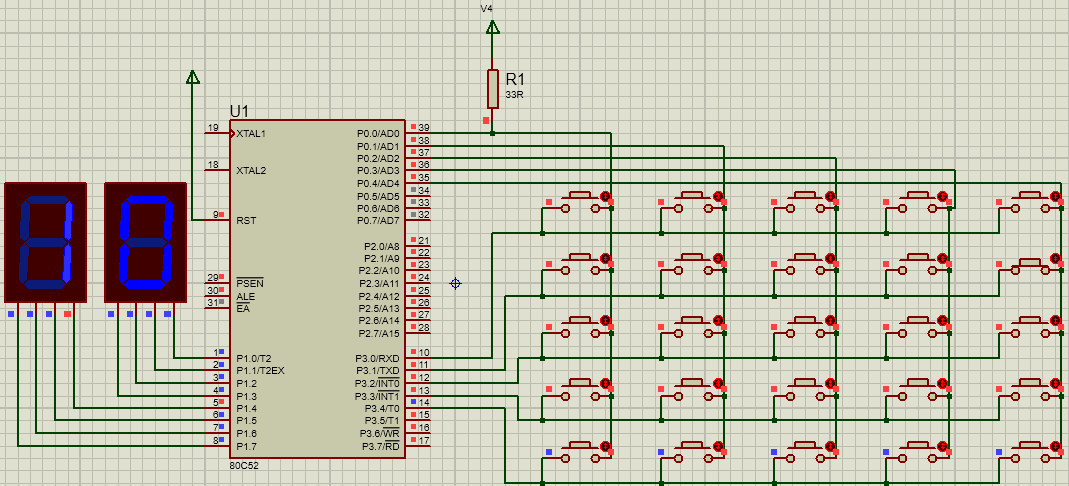 V4
R1
33R
U1
19 XTAL1 P0.0/AD0 39
P0.1/AD1 38
P0.2/AD2 37
18 XTAL2 P0.3/AD3 36
P0.4/AD4 35
P0.5/AD5 34
P0.6/AD6 33
9 RST P0.7/AD7 32
P2.0/A8 21
P2.1/A9 22
P2.2/A10 23
29 PSEN P2.3/A11 24
30 ALE P2.4/A12 25
31 EA P2.5/A13 26
P2.6/A14 27
P2.7/A15 28
1 P1.0/T2 P3.0/RXD 10
2 P1.1/T2EX P3.1/TXD 11
3 P1.2 P3.2/INT0 12
4 P1.3 P3.3/INT1 13
5 P1.4 P3.4/T0 14
6 P1.5 P3.5/T1 15
7 P1.6 P3.6/WR 16
8 P1.7 P3.7/RD 17
80C52
10